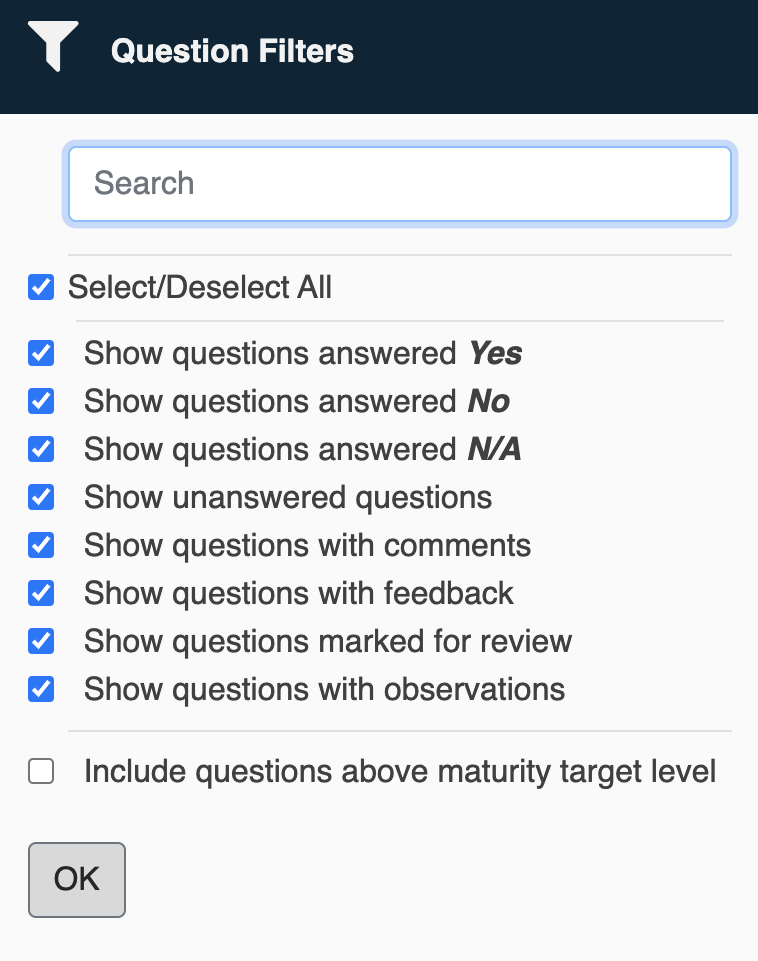 Question Filters
Search
Select/Deselect All
Show questions answered Yes
Show questions answered No
Show questions answered N/A
Show unanswered questions
Show questions with comments
Show questions with feedback
Show questions marked for review
Show questions with observations
Include questions above maturity target level
OK